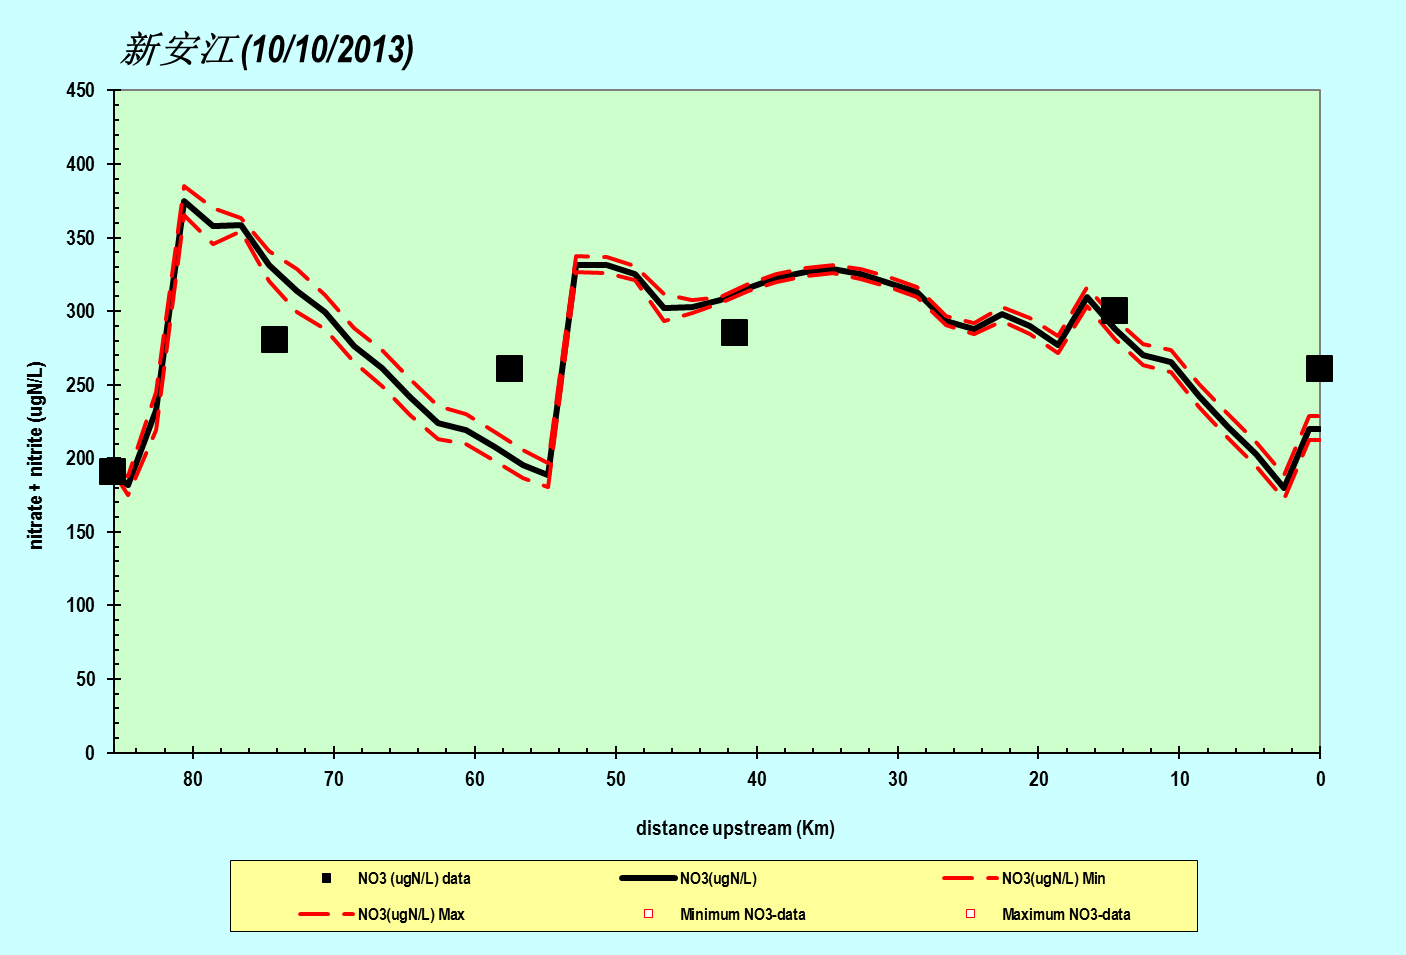 新安江(10/10/2013)
450
400
350
300
250
200
150
100
50
0
nitrate + nitrite (ugN/L)
80 70 60 50 40 30 20 10 0
distance upstream (Km)
NO3 (ugN/L) data NO3(ugN/L) NO3(ugN/L) Min
NO3(ugN/L) Max Minimum NO3-data Maximum NO3-data